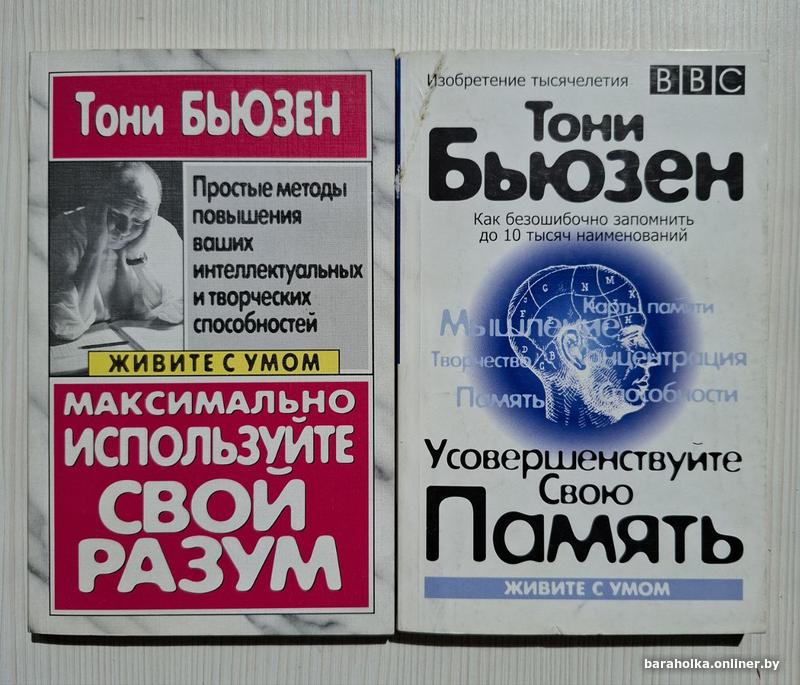 Тони БЬЮЗЕН
Простые методы
повышения
ваших
интеллектуальных
и творческих
способностей
ЖИВИТЕ С УМОМ
МАКСИМАЛЬНО
ИСПОЛЬЗУЙТЕ
СВОЙ
РАЗУМ
Изобретение тысячелетия
BBC
Тони
Бьюзен
Как безошибочно запомнить
до 10 тысяч наименований
Карты памяти
Мышление
Творчество
Концентрация
Память
Способности
Усовершенствуйте
Свою
Память
ЖИВИТЕ С УМОМ
baraholka.onliner.by